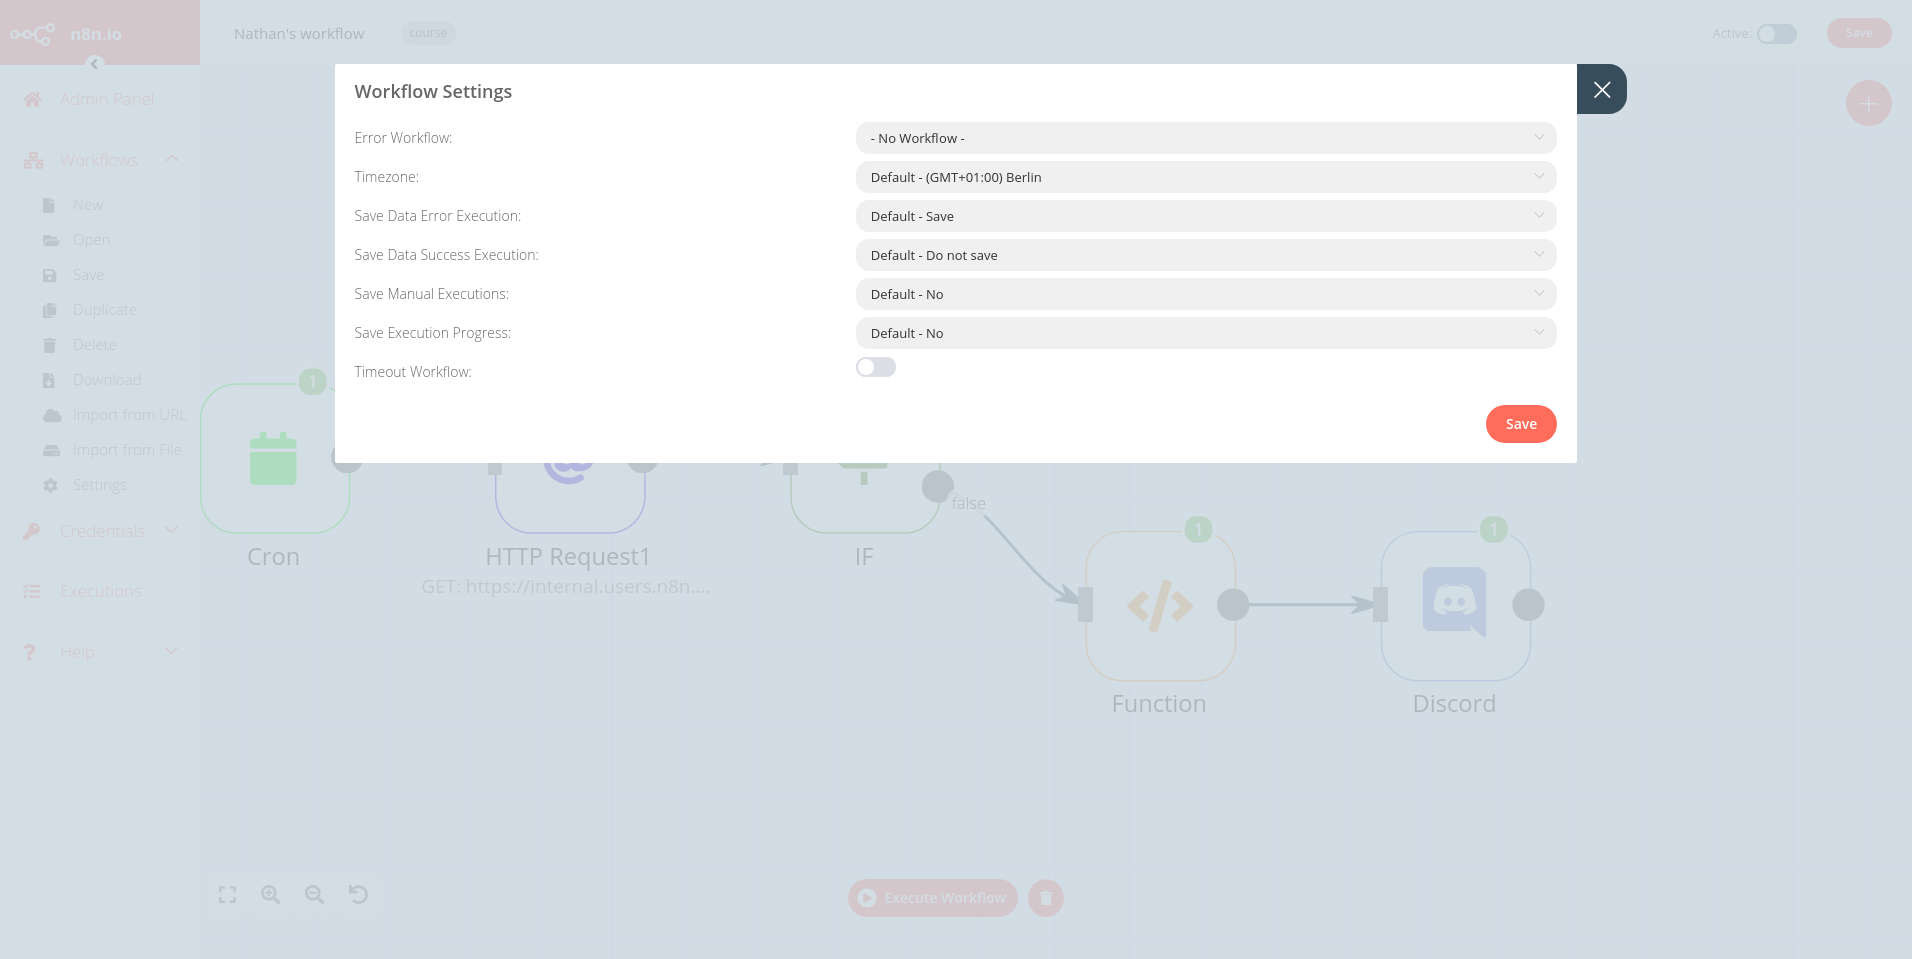 n8n.io
Nathan's workflow
course
Active:
Save
Admin Panel
Workflows
New
Open
Save
Duplicate
Delete
Download
Import from URL
Import from File
Settings
Credentials
Executions
Help
Workflow Settings
Error Workflow:
- No Workflow -
Timezone:
Default - (GMT+01:00) Berlin
Save Data Error Execution:
Default - Save
Save Data Success Execution:
Default - Do not save
Save Manual Executions:
Default - No
Save Execution Progress:
Default - No
Timeout Workflow:
Save
1
Cron
HTTP Request1
GET: https://internal.users.n8n....
IF
false
1
Function
1
Discord
Execute Workflow